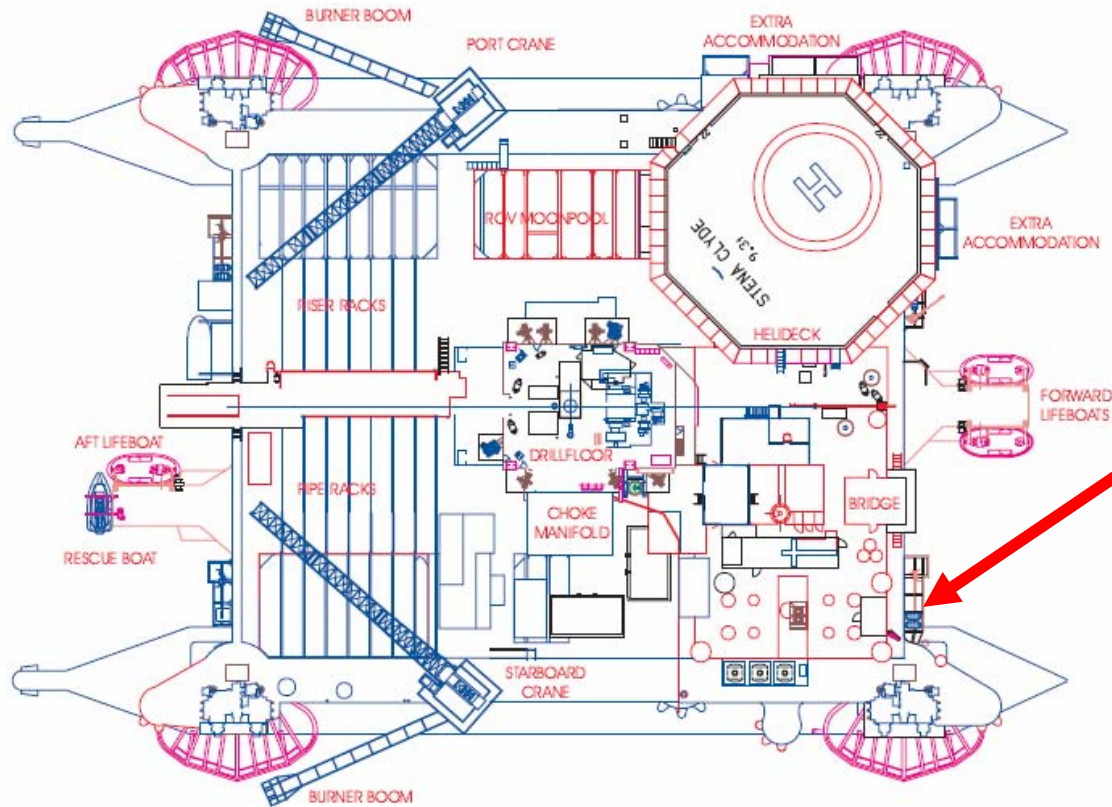 BURNER BOOM
PORT CRANE
EXTRA
ACCOMMODATION
ROV MOONPOOL
H
STENA CLYDE
EXTRA
ACCOMMODATION
RISER RACKS
HELIDECK
FORWARD
LIFEBOATS
AFT LIFEBOAT
DRILLFLOOR
PIPE RACKS
BRIDGE
CHOKE
MANIFOLD
RESCUE BOAT
STARBOARD
CRANE
BURNER BOOM